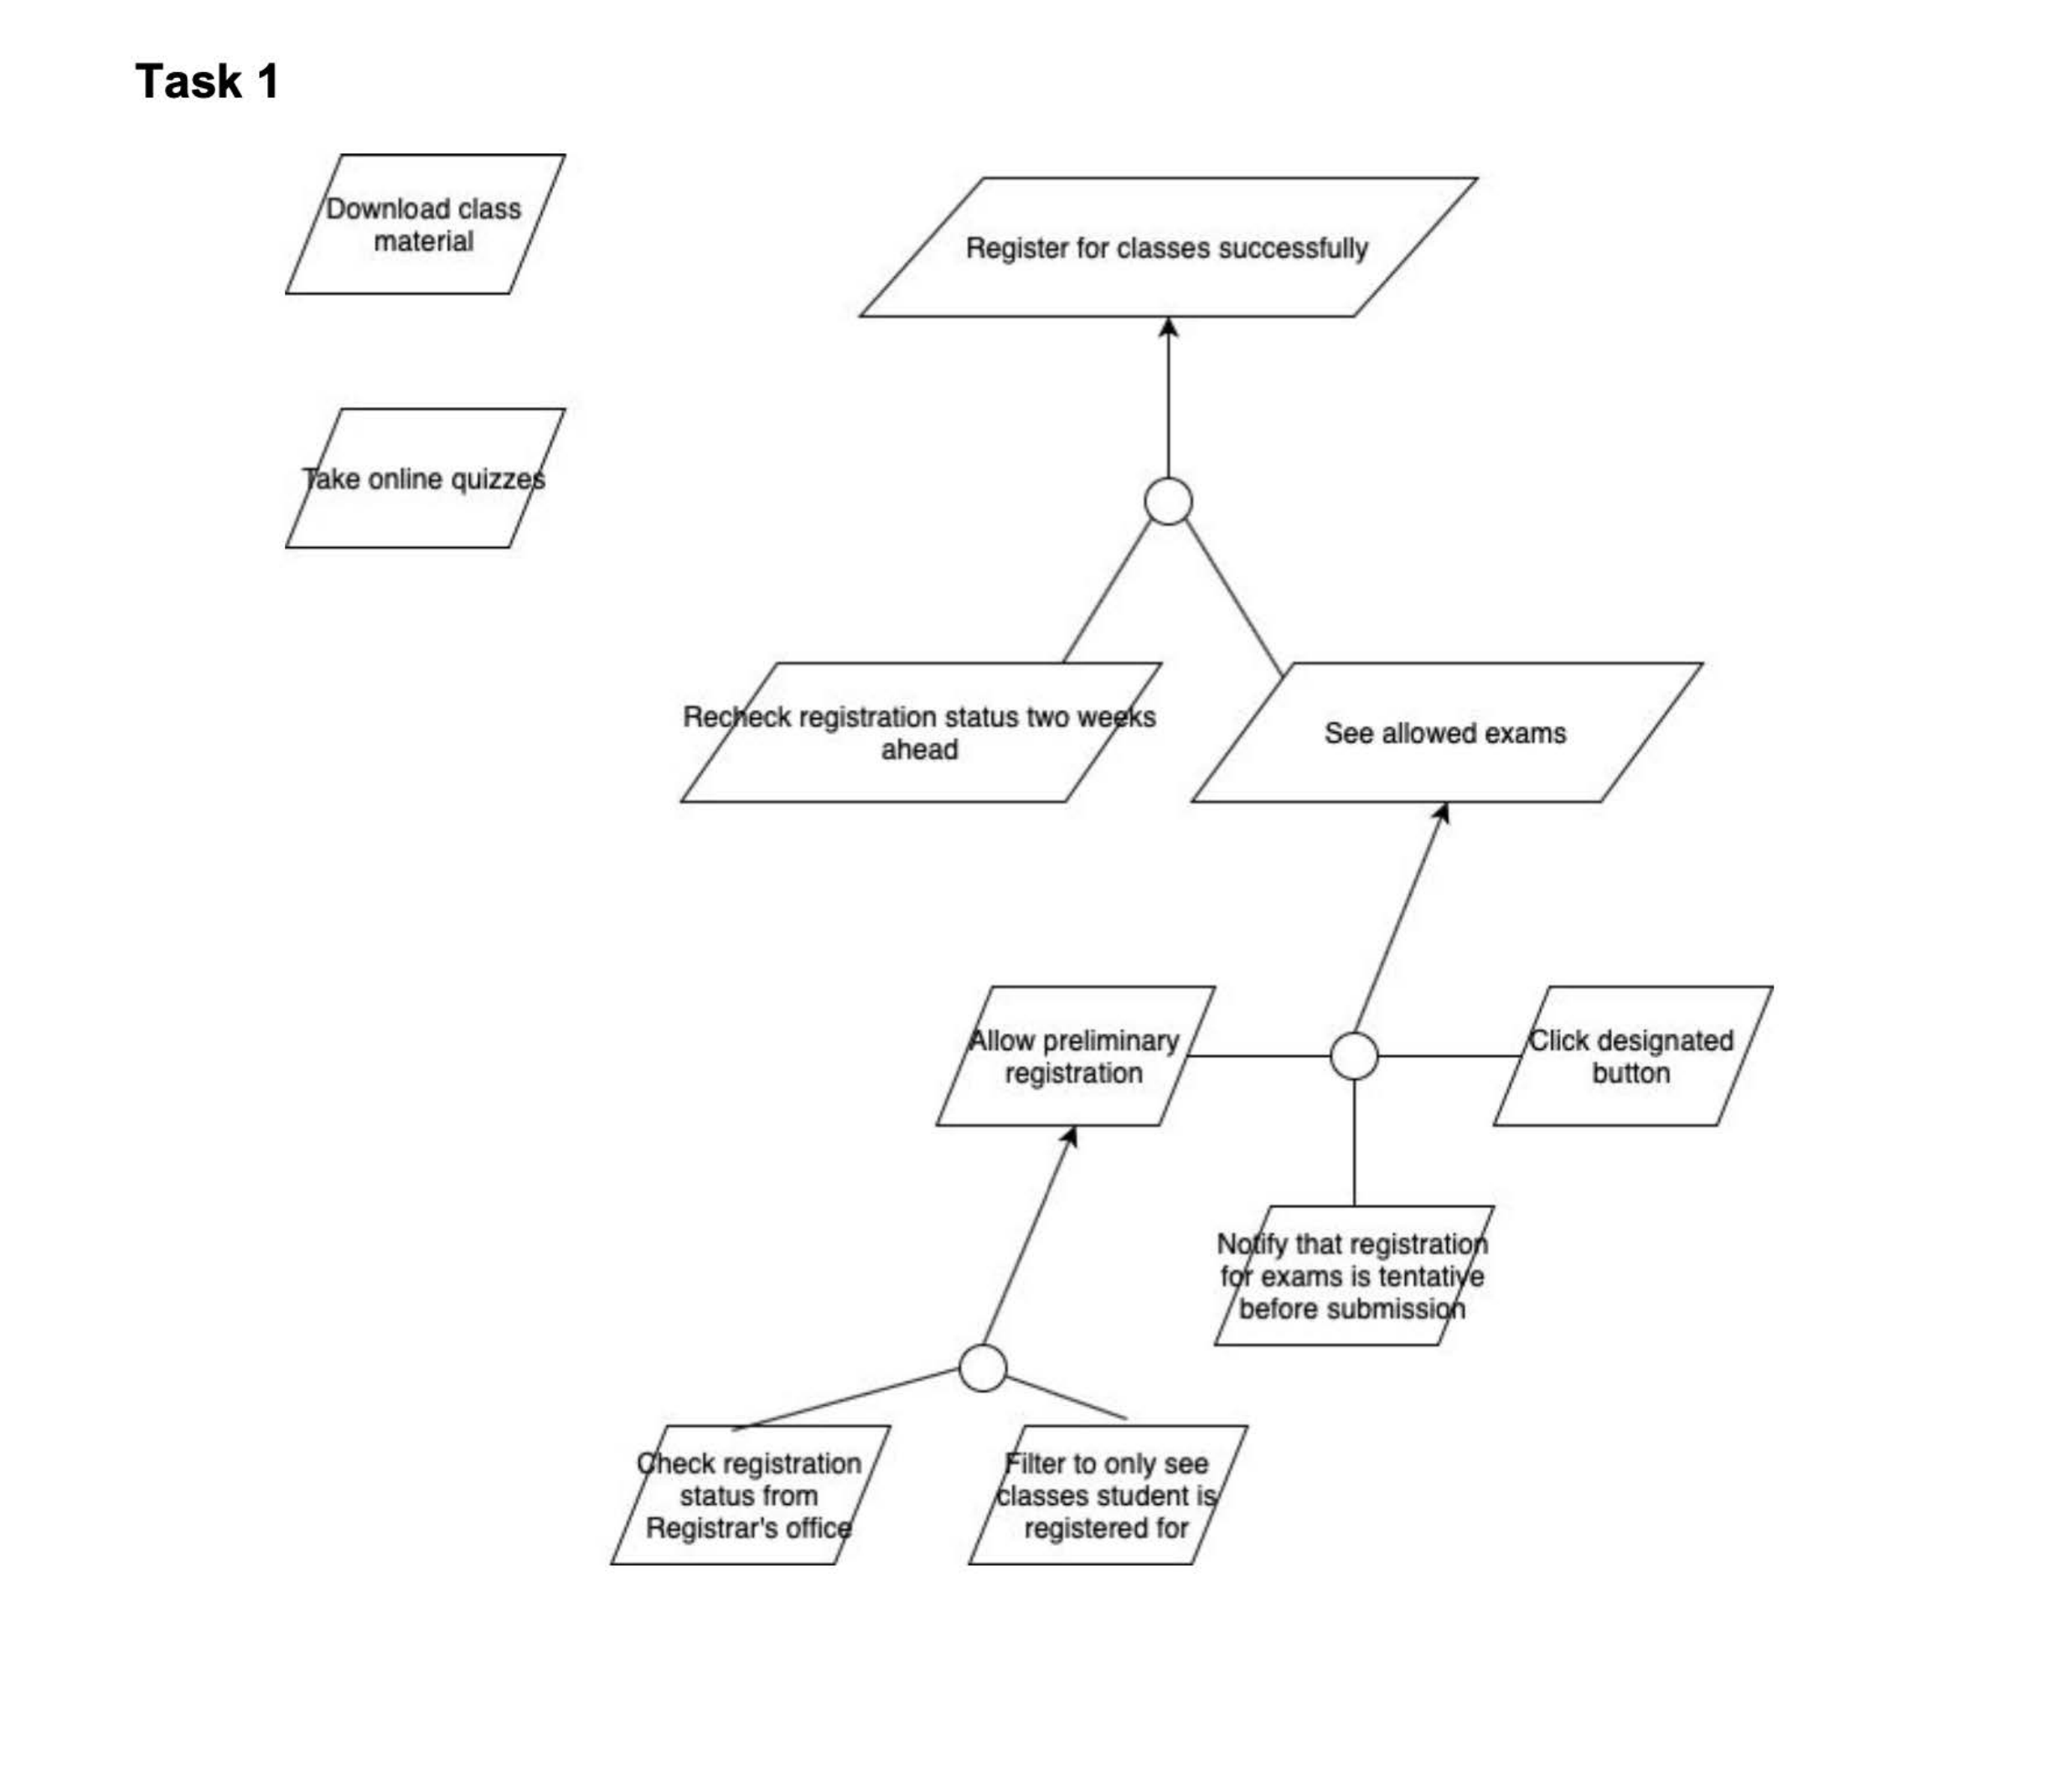 Task 1
Download class
material
Register for classes successfully
Take online quizzes
Recheck registration status two weeks
ahead
See allowed exams
Allow preliminary
registration
Click designated
button
Notify that registration
for exams is tentative
before submission
Check registration
status from
Registrar's office
Filter to only see
classes student is
registered for